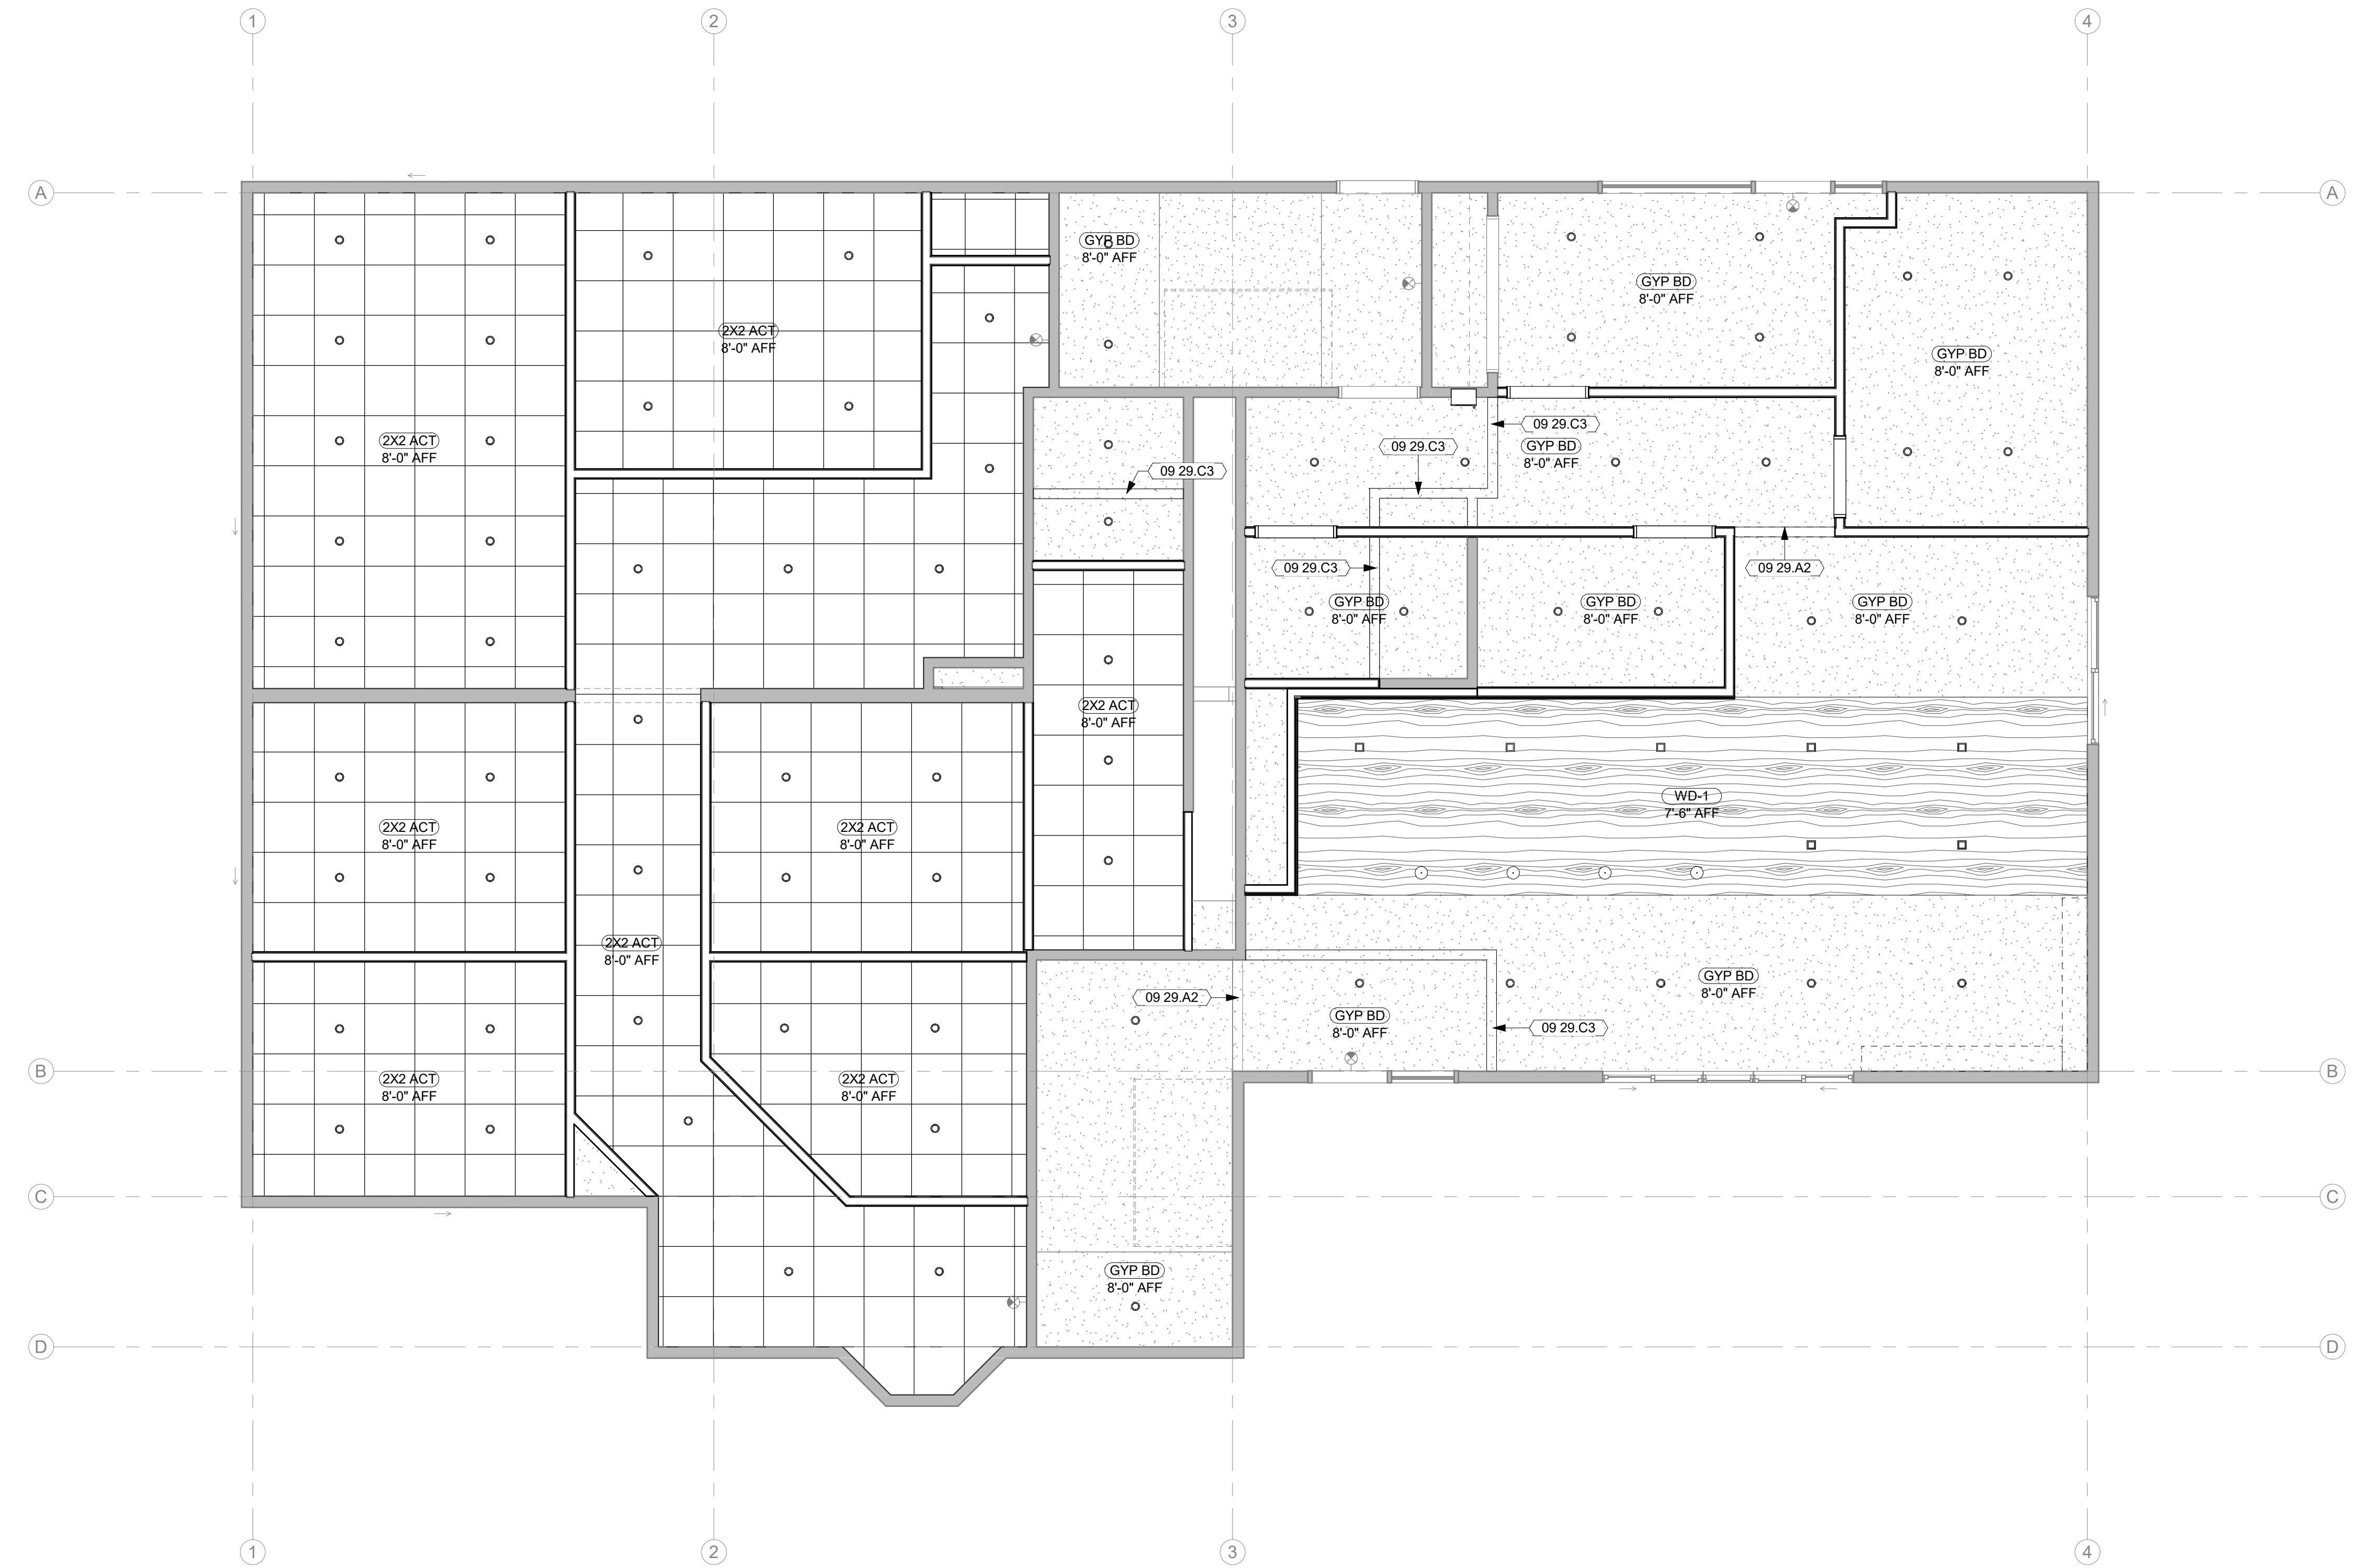 1
2
3
4
A
A
GYP BD
8'-0" AFF
GYP BD
8'-0" AFF
2X2 ACT
8'-0" AFF
GYP BD
8'-0" AFF
2X2 ACT
8'-0" AFF
09 29.C3
09 29.C3
GYP BD
8'-0" AFF
09 29.C3
09 29.C3
09 29.A2
GYP BD
8'-0" AFF
GYP BD
8'-0" AFF
GYP BD
8'-0" AFF
2X2 ACT
8'-0" AFF
WD-1
7'-6" AFF
2X2 ACT
8'-0" AFF
2X2 ACT
8'-0" AFF
2X2 ACT
8'-0" AFF
GYP BD
8'-0" AFF
09 29.A2
GYP BD
8'-0" AFF
09 29.C3
B
B
2X2 ACT
8'-0" AFF
2X2 ACT
8'-0" AFF
C
C
GYP BD
8'-0" AFF
D
D
1
2
3
4